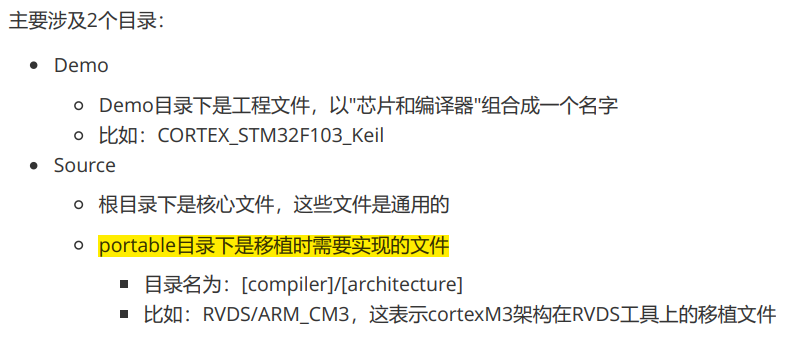 主要涉及2个目录：
Demo
Demo目录下是工程文件，以"芯片和编译器"组合成一个名字
比如：CORTEX_STM32F103_Keil
Source
根目录下是核心文件，这些文件是通用的
portable目录下是移植时需要实现的文件
目录名为：[compiler]/[architecture]
比如：RVDS/ARM_CM3，这表示cortexM3架构在RVDS工具上的移植文件